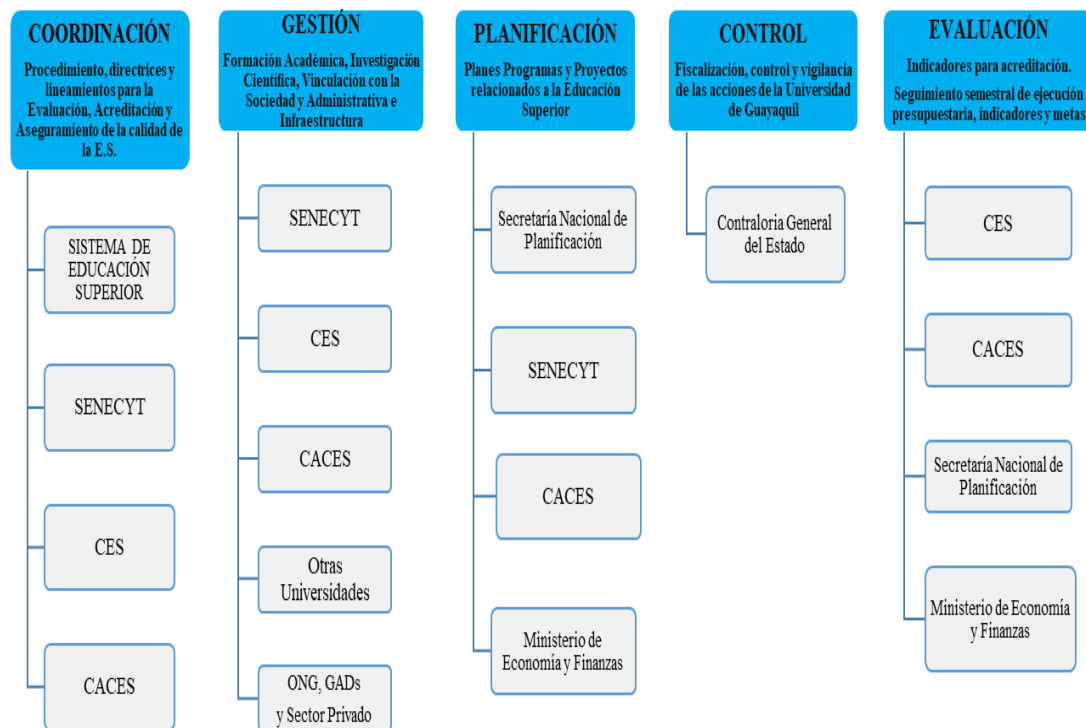 COORDINACIÓN
Procedimiento, directrices y
lineamientos para la
Evaluación, Acreditación y
Aseguramiento de la calidad de
la E.S.
SISTEMA DE
EDUCACIÓN
SUPERIOR
SENECYT
CES
CACES
GESTIÓN
Formación Académica, Investigación
Científica, Vinculación con la
Sociedad y Administrativa e
Infraestructura
SENECYT
CES
CACES
Otras
Universidades
ONG, GADs
y Sector Privado
PLANIFICACIÓN
Planes Programas y Proyectos
relacionados a la Educación
Superior
Secretaría Nacional de
Planificación
SENECYT
CACES
Ministerio de
Economía y Finanzas
CONTROL
Fiscalización, control y vigilancia
de las acciones de la Universidad
de Guayaquil
Contraloria General
del Estado
EVALUACIÓN
Indicadores para acreditación.
Seguimiento semestral de ejecución
presupuestaria, indicadores y metas
CES
CACES
Secretaría Nacional de
Planificación
Ministerio de Economía
y Finanzas